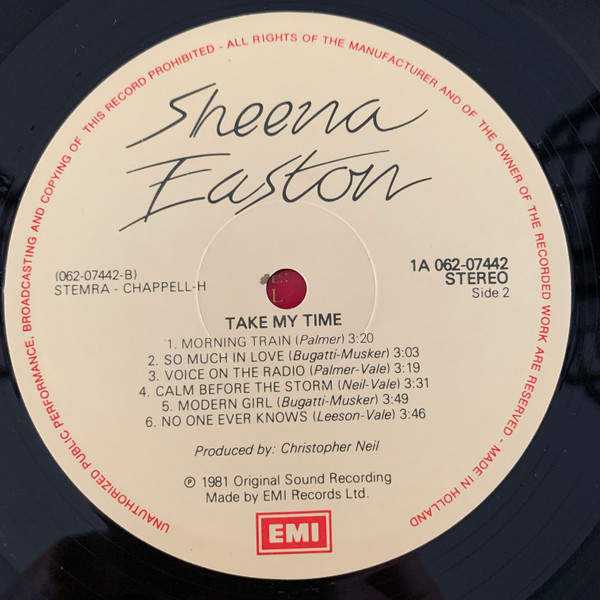 UNAUTHORIZED PUBLIC PERFORMANCE, BROADCASTING AND COPYING OF THIS RECORD PROHIBITED - ALL RIGHTS OF THE MANUFACTURER AND OF THE OWNER OF THE RECORDED WORK ARE RESERVED - MADE IN HOLLAND
Sheena
Easton
(062-07442-B)
STEMRA - CHAPPELL-H
1A 062-07442
STEREO
Side 2
TAKE MY TIME
1. MORNING TRAIN (Palmer) 3:20
2. SO MUCH IN LOVE (Bugatti-Musker) 3:03
3. VOICE ON THE RADIO (Palmer-Vale) 3:19
4. CALM BEFORE THE STORM (Neil-Vale) 3:31
5. MODERN GIRL (Bugatti-Musker) 3:49
6. NO ONE EVER KNOWS (Leeson-Vale) 3:46
Produced by: Christopher Neil
℗ 1981 Original Sound Recording
Made by EMI Records Ltd.
EMI